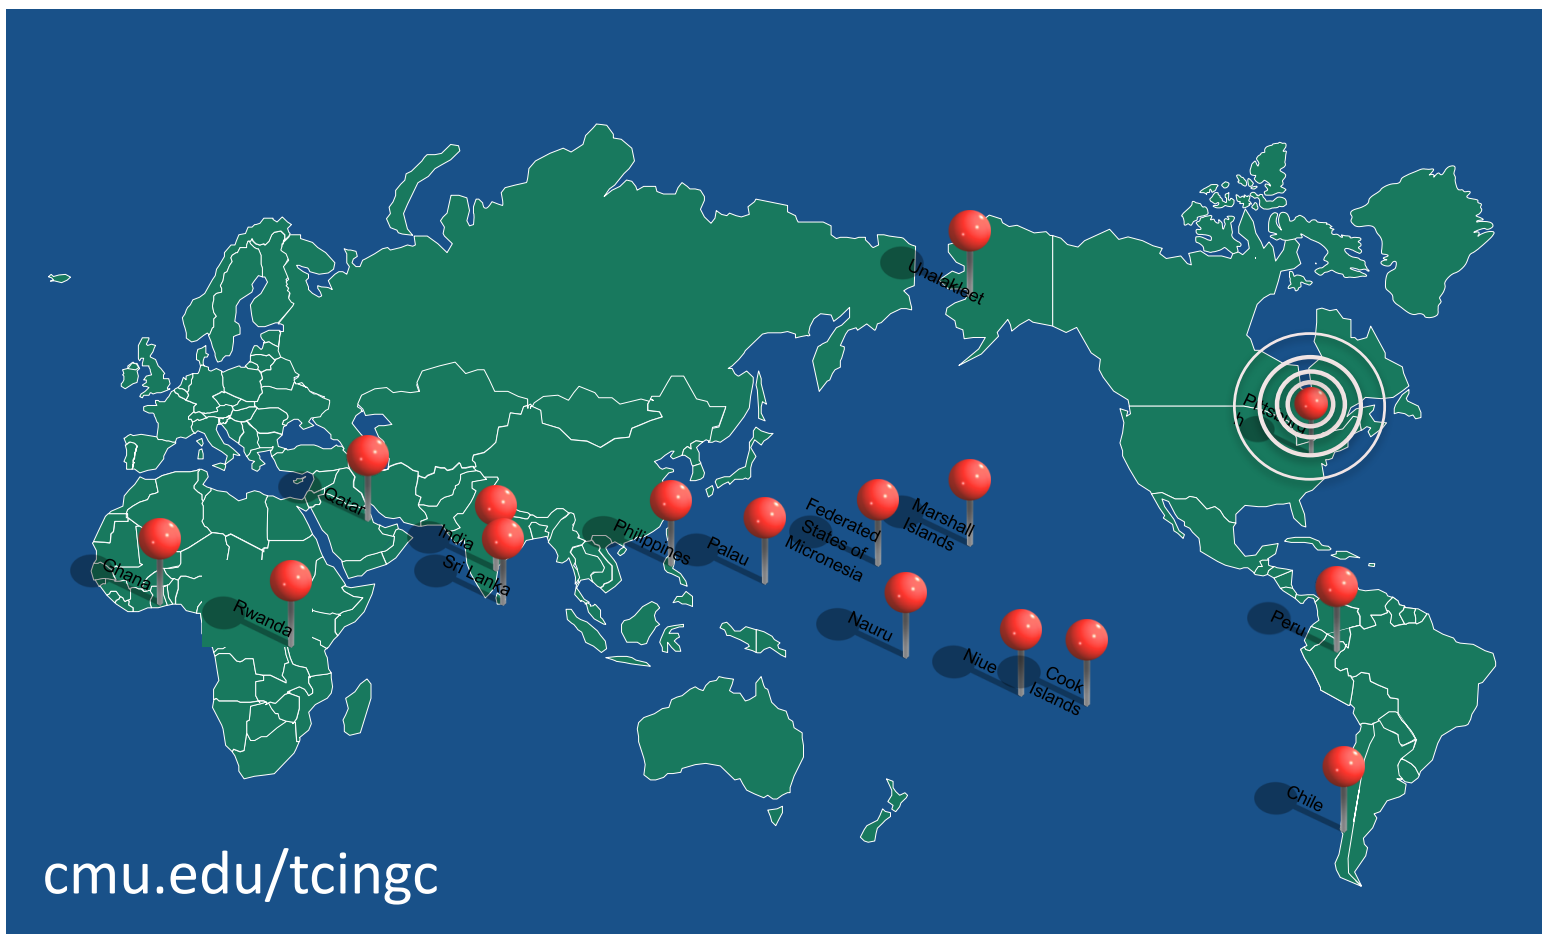 Unalakleet
Qatar
India
Sri Lanka
Ghana
Rwanda
Philippines
Palau
Federated
States of
Micronesia
Marshall
Islands
Nauru
Niue
Cook
Islands
Peru
Chile
cmu.edu/tcingc